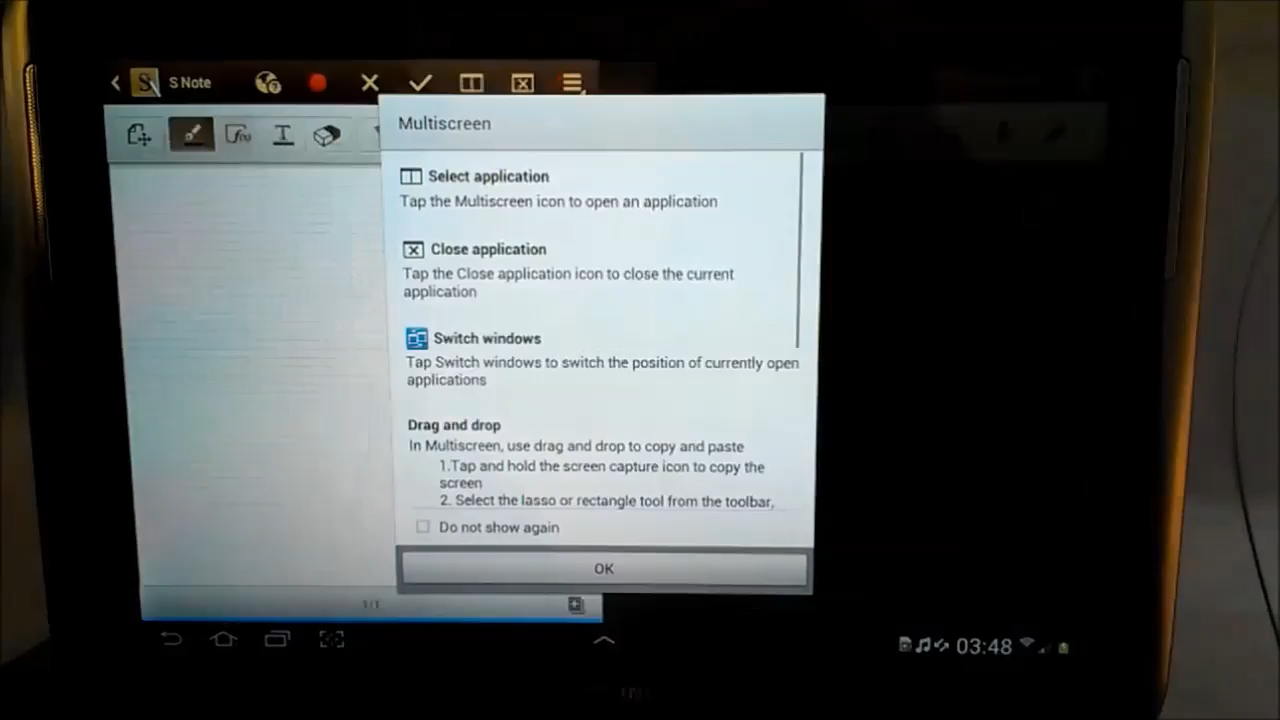 S Note
Multiscreen
Select application
Tap the Multiscreen icon to open an application
Close application
Tap the Close application icon to close the current
application
Switch windows
Tap Switch windows to switch the position of currently open
applications
Drag and drop
In Multiscreen, use drag and drop to copy and paste
1.Tap and hold the screen capture icon to copy the
screen
2. Select the lasso or rectangle tool from the toolbar,
Do not show again
OK
1/1
03:48